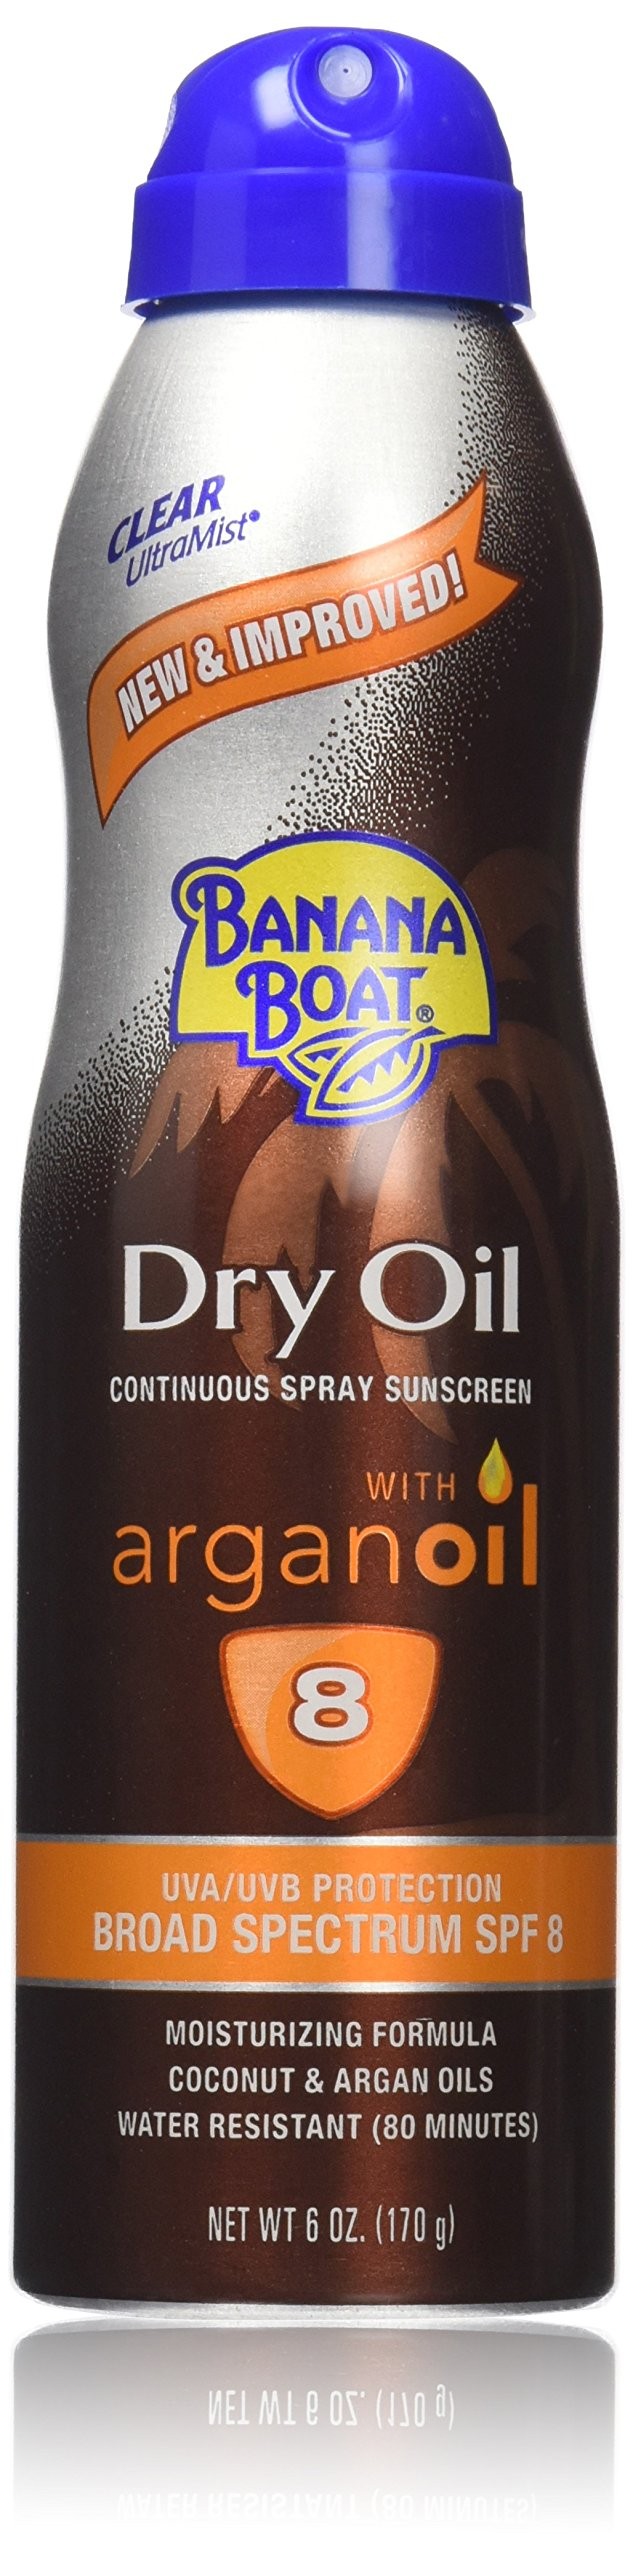 CLEAR
UltraMist®
NEW & IMPROVED!
BANANA
BOAT®
Dry Oil
CONTINUOUS SPRAY SUNSCREEN
WITH
arganoil
8
UVA/UVB PROTECTION
BROAD SPECTRUM SPF 8
MOISTURIZING FORMULA
COCONUT & ARGAN OILS
WATER RESISTANT (80 MINUTES)
NET WT 6 OZ. (170 g)